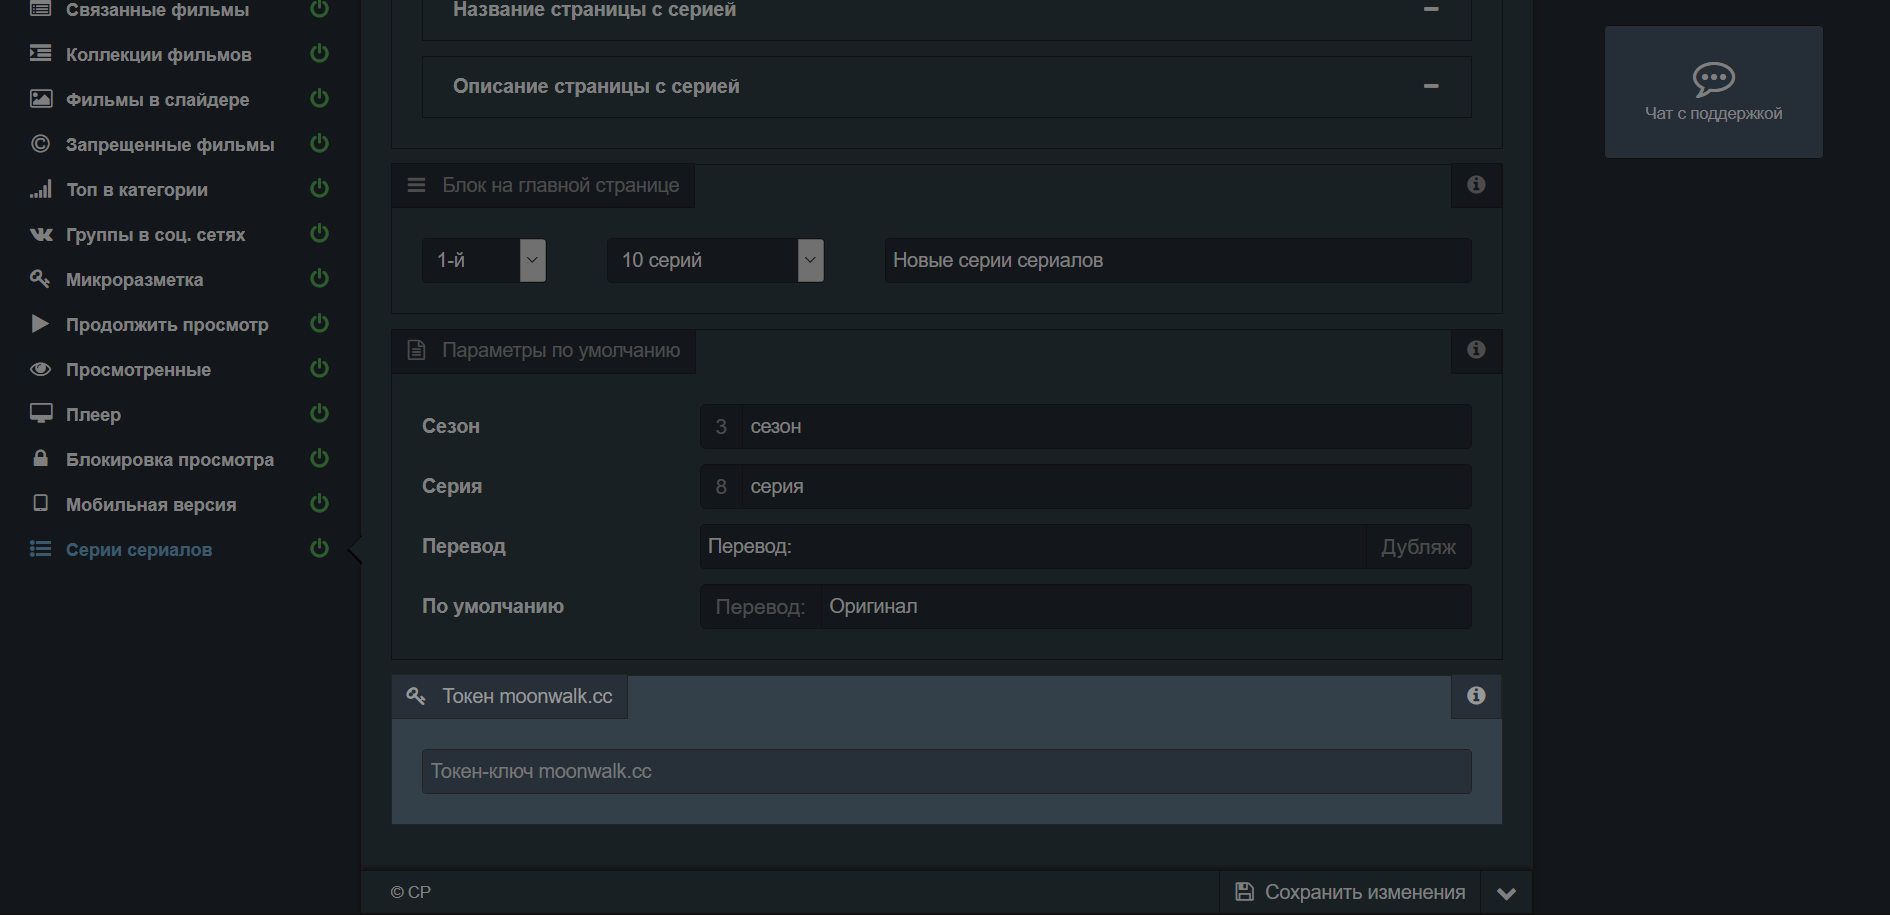 Связанные фильмы
Коллекции фильмов
Фильмы в слайдере
Запрещенные фильмы
Топ в категории
Группы в соц. сетях
Микроразметка
Продолжить просмотр
Просмотренные
Плеер
Блокировка просмотра
Мобильная версия
Серии сериалов
Название страницы с серией
Описание страницы с серией
Блок на главной странице
1-й
10 серий
Новые серии сериалов
Параметры по умолчанию
Сезон
3 сезон
Серия
8 серия
Перевод
Перевод: Дубляж
По умолчанию
Перевод: Оригинал
Токен moonwalk.cc
Токен-ключ moonwalk.cc
© CP
Сохранить изменения
Чат с поддержкой